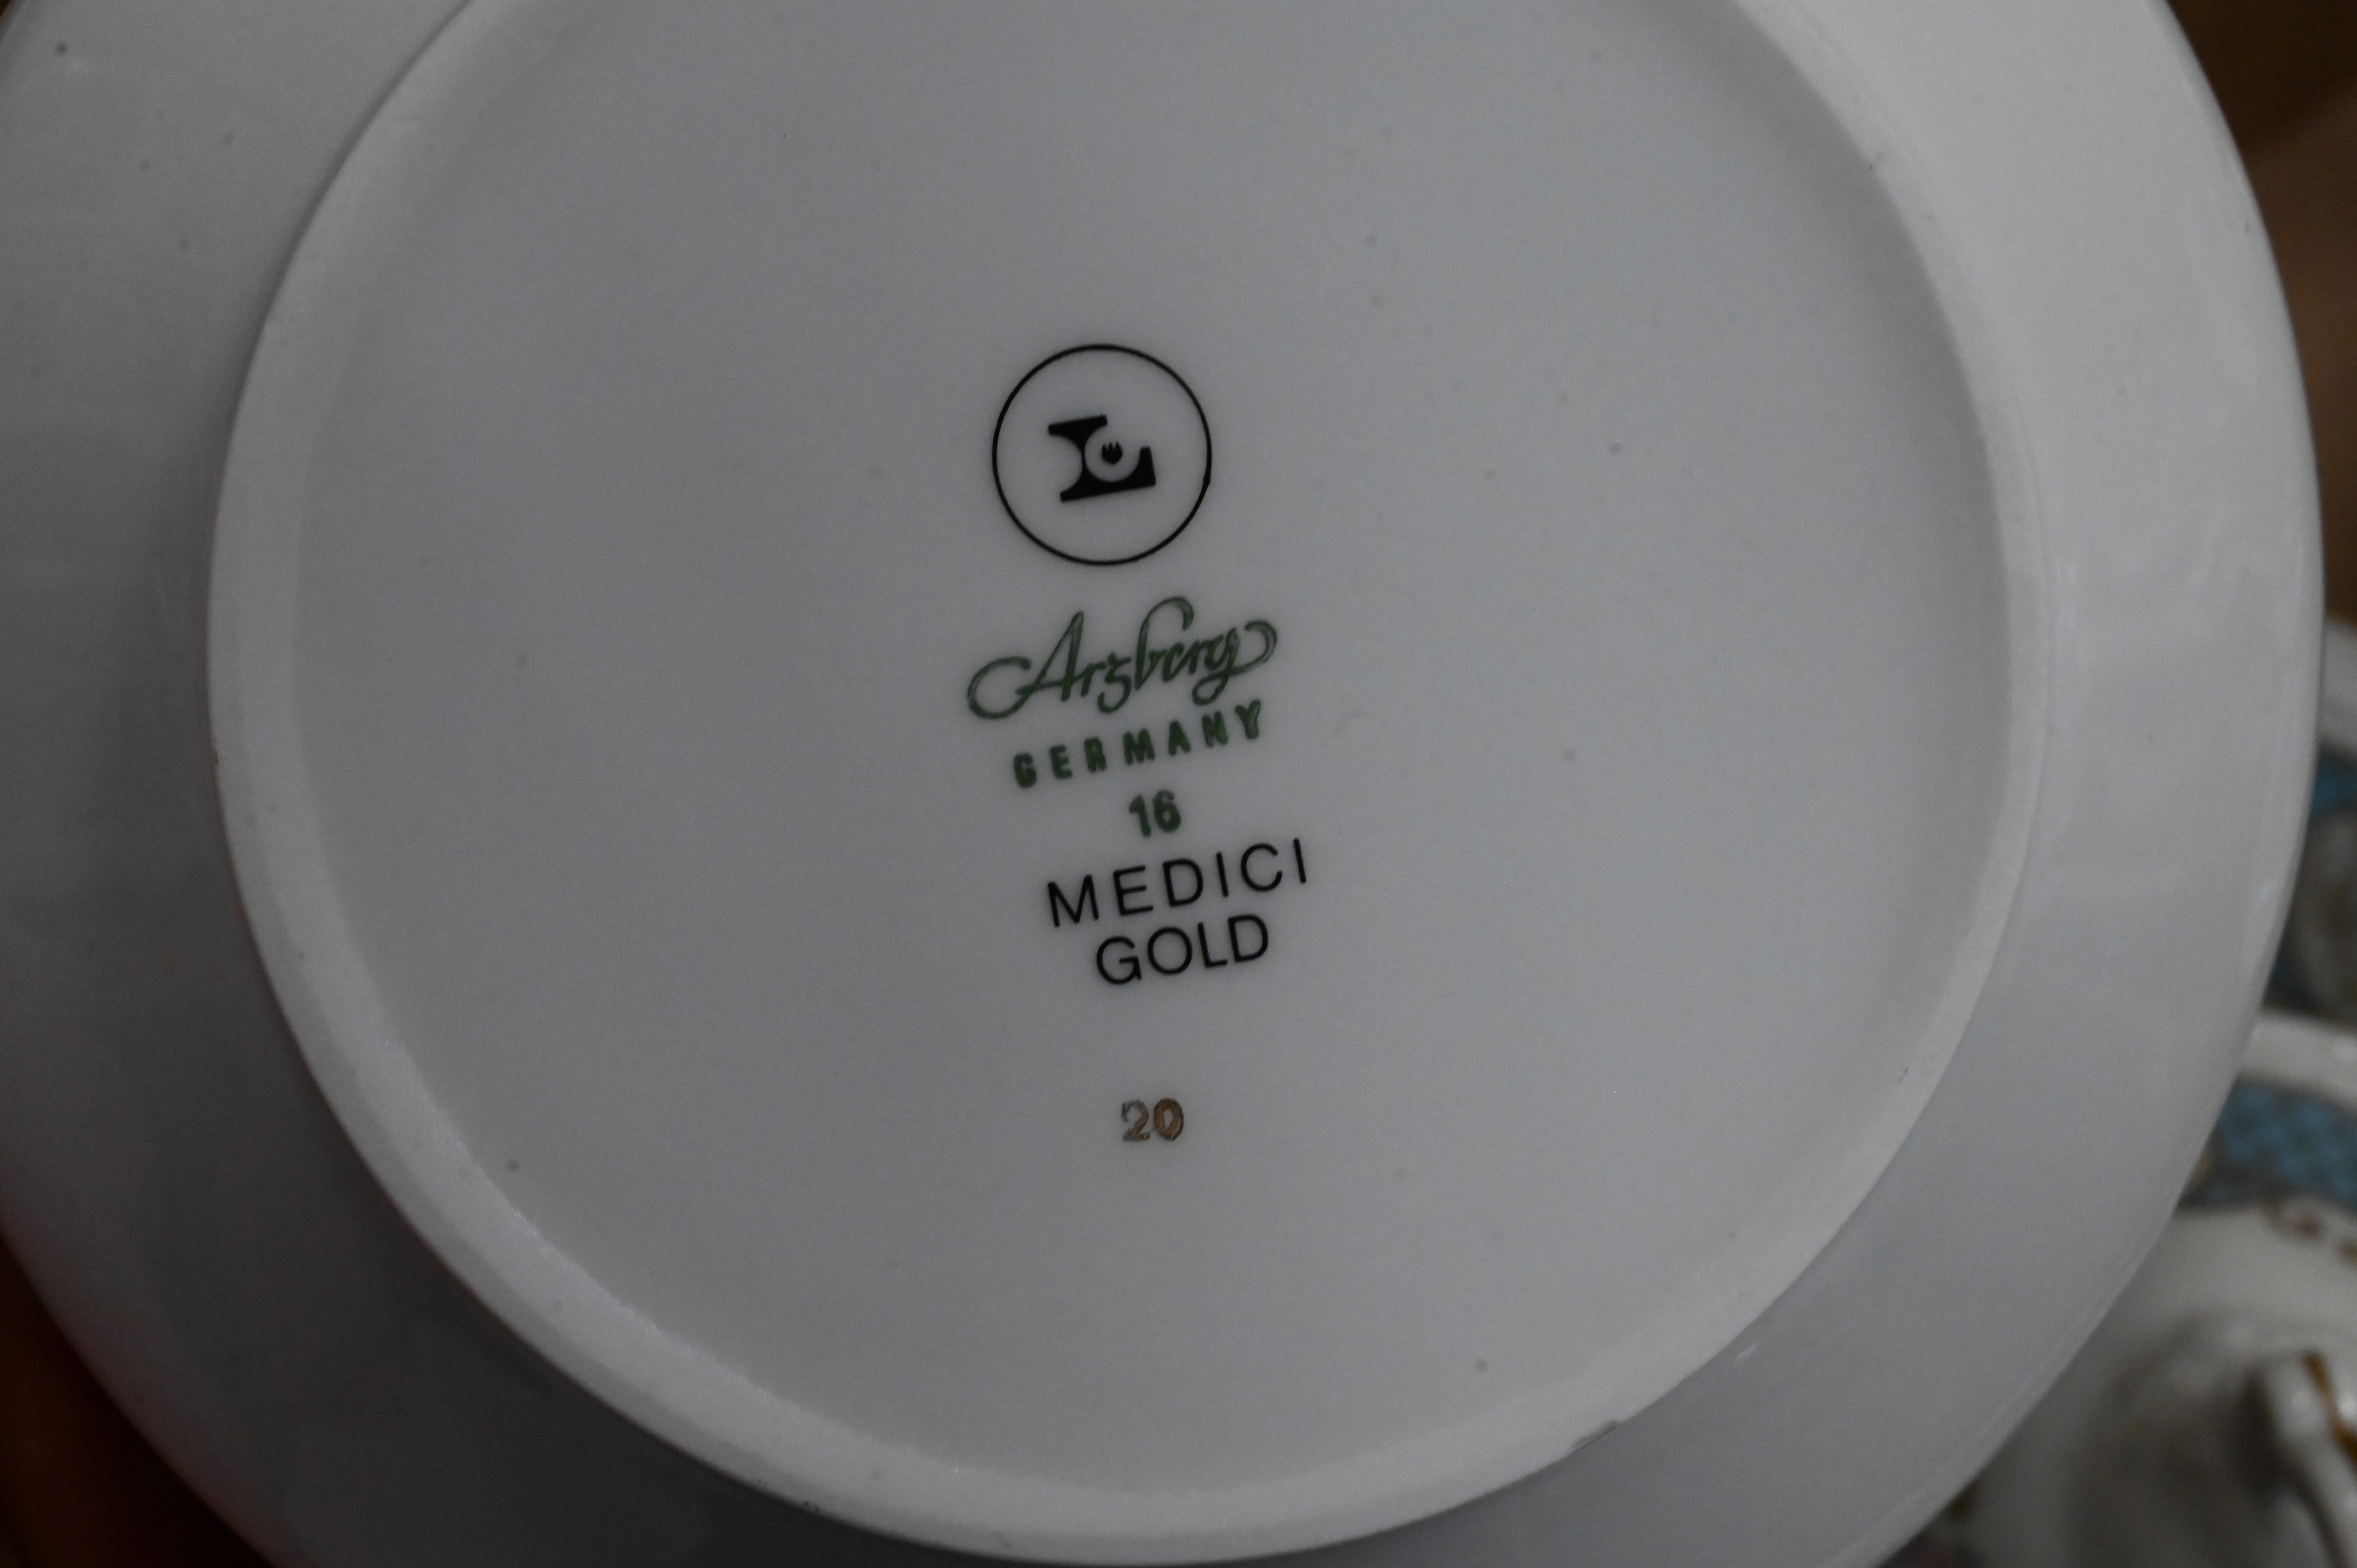 L
Arzberg
GERMANY
16
MEDICI
GOLD
20